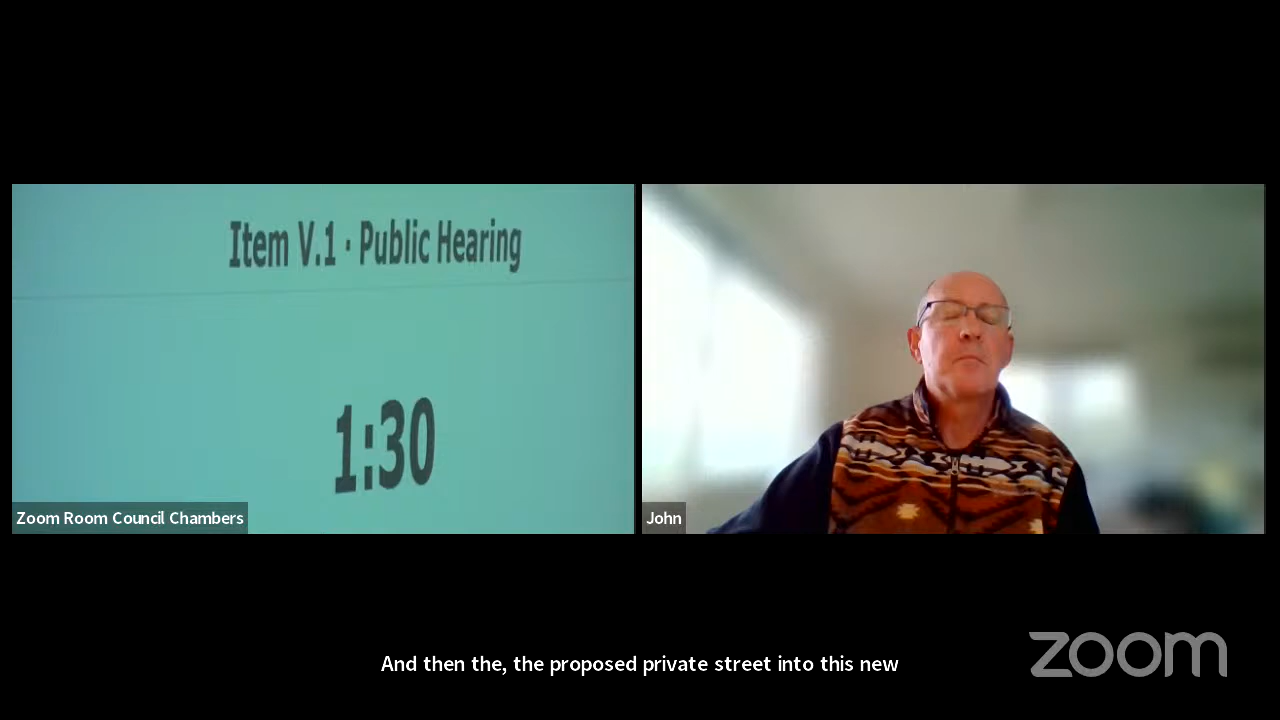 Item V.1 · Public Hearing
1:30
Zoom Room Council Chambers
John
And then the, the proposed private street into this new
zoom